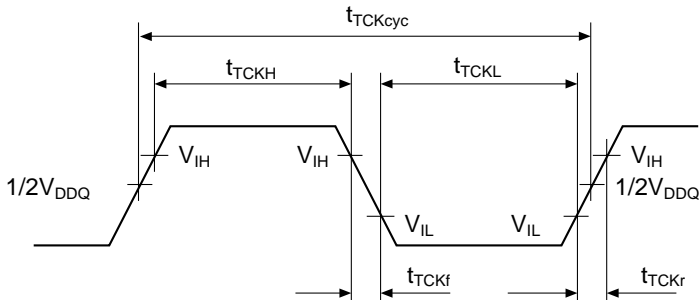 tTCKcyc
tTCKH
tTCKL
VIH
VIH
VIH
1/2VDDQ
1/2VDDQ
VIL
VIL
tTCKf
tTCKr